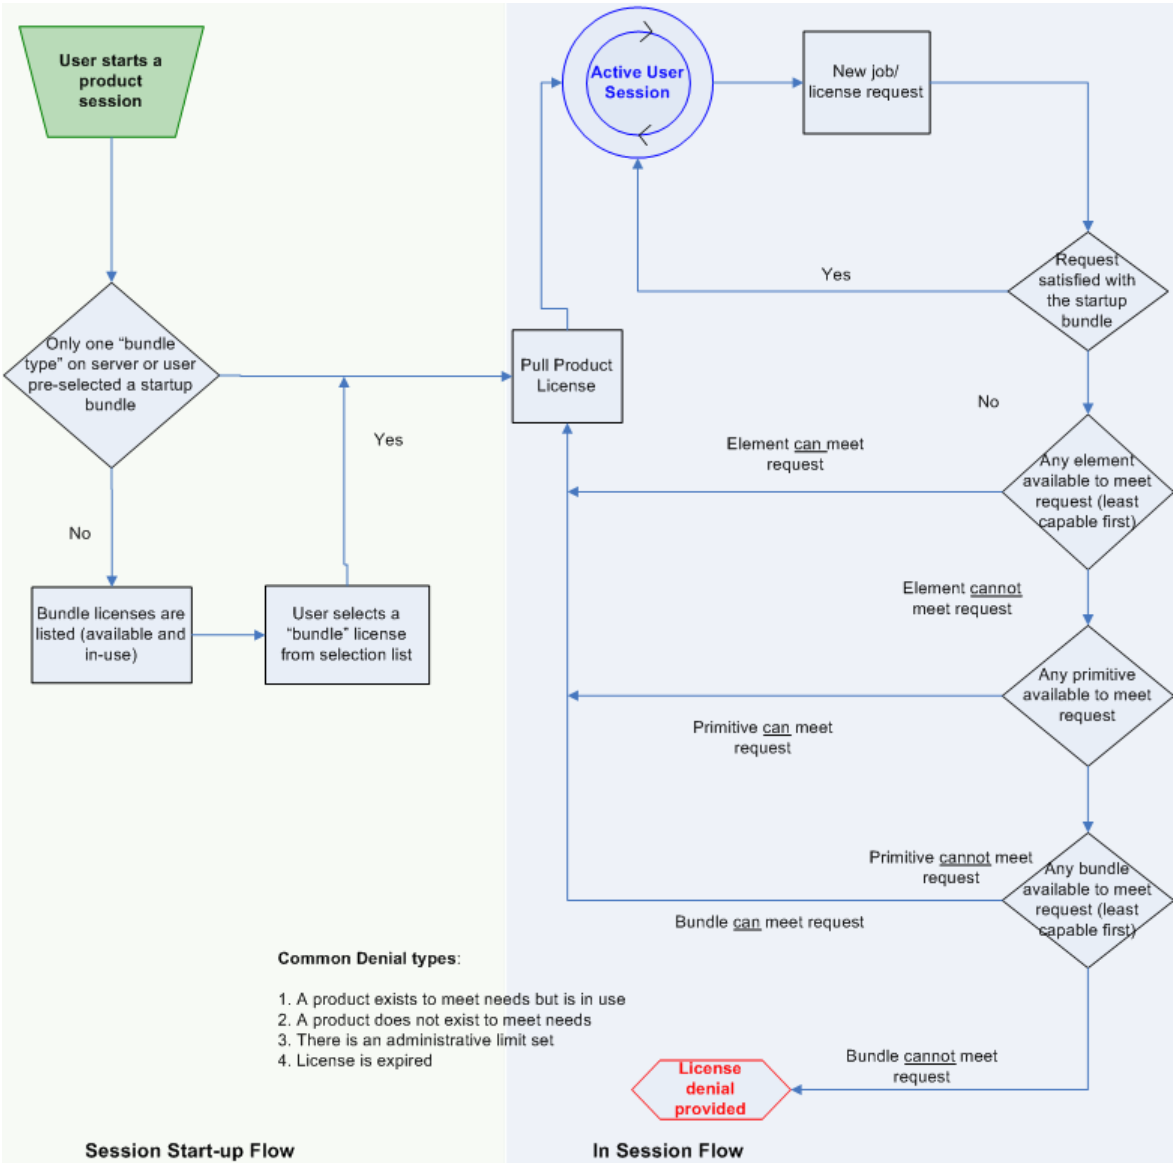 User starts a
product
session
Active User
Session
New job/
license request
Request
satisfied with
the startup
bundle
Yes
Only one “bundle
type” on server or user
pre-selected a startup
bundle
Pull Product
License
No
Yes
Element can meet
request
Any element
available to meet
request (least
capable first)
No
Element cannot
meet request
Bundle licenses are
listed (available and
in-use)
User selects a
“bundle” license
from selection list
Any primitive
available to meet
request
Primitive can meet
request
Primitive cannot meet
request
Any bundle
available to meet
request (least
capable first)
Bundle can meet request
Common Denial types:
1. A product exists to meet needs but is in use
2. A product does not exist to meet needs
3. There is an administrative limit set
4. License is expired
Bundle cannot meet
request
License
denial
provided
Session Start-up Flow
In Session Flow